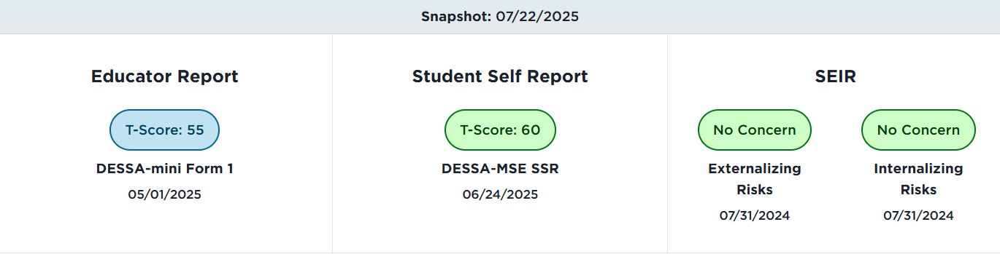 Snapshot: 07/22/2025
Educator Report
T-Score: 55
DESSA-mini Form 1
05/01/2025
Student Self Report
T-Score: 60
DESSA-MSE SSR
06/24/2025
SEIR
No Concern
Externalizing
Risks
07/31/2024
No Concern
Internalizing
Risks
07/31/2024